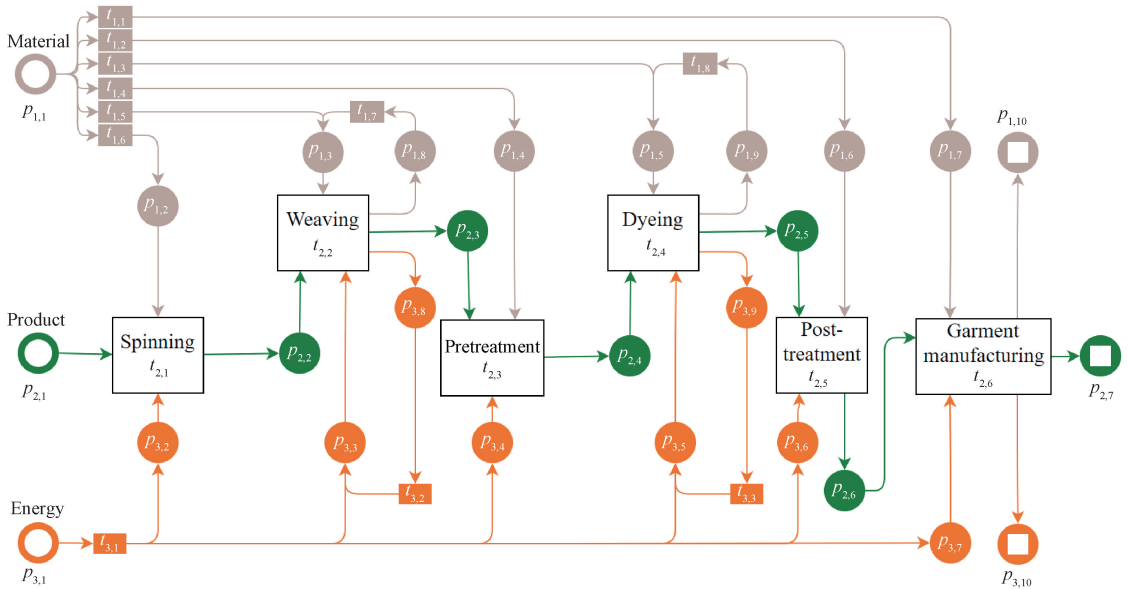 t1,1
t1,2
Material
t1,3
t1,8
t1,4
p1,1
t1,5
t1,7
p1,10
t1,6
p1,3
p1,8
p1,4
p1,5
p1,9
p1,6
p1,7
p1,2
Weaving
t2,2
p2,3
Dyeing
t2,4
p2,5
p3,8
p3,9
Product
Spinning
t2,1
p2,2
Pretreatment
t2,3
p2,4
Post-
treatment
t2,5
Garment
manufacturing
t2,6
p2,1
p2,7
p3,2
p3,3
p3,4
p3,5
p3,6
t3,2
t3,3
p2,6
Energy
t3,1
p3,7
p3,1
p3,10